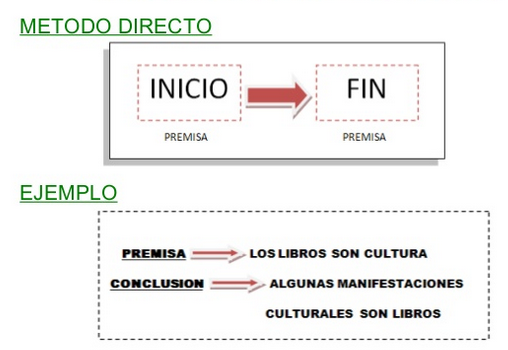 METODO DIRECTO
INICIO FIN
PREMISA PREMISA
EJEMPLO
PREMISA LOS LIBROS SON CULTURA
CONCLUSION ALGUNAS MANIFESTACIONES
CULTURALES SON LIBROS